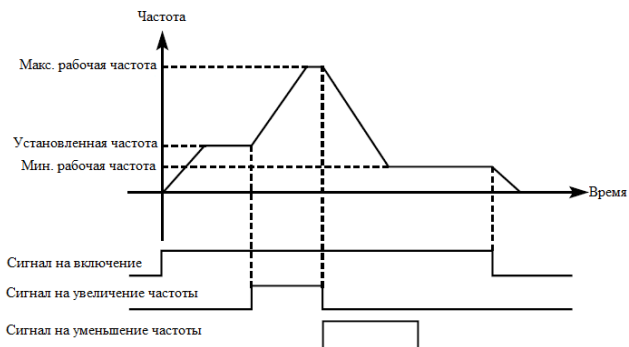 Частота
Макс. рабочая частота
Установленная частота
Мин. рабочая частота
Время
Сигнал на включение
Сигнал на увеличение частоты
Сигнал на уменьшение частоты